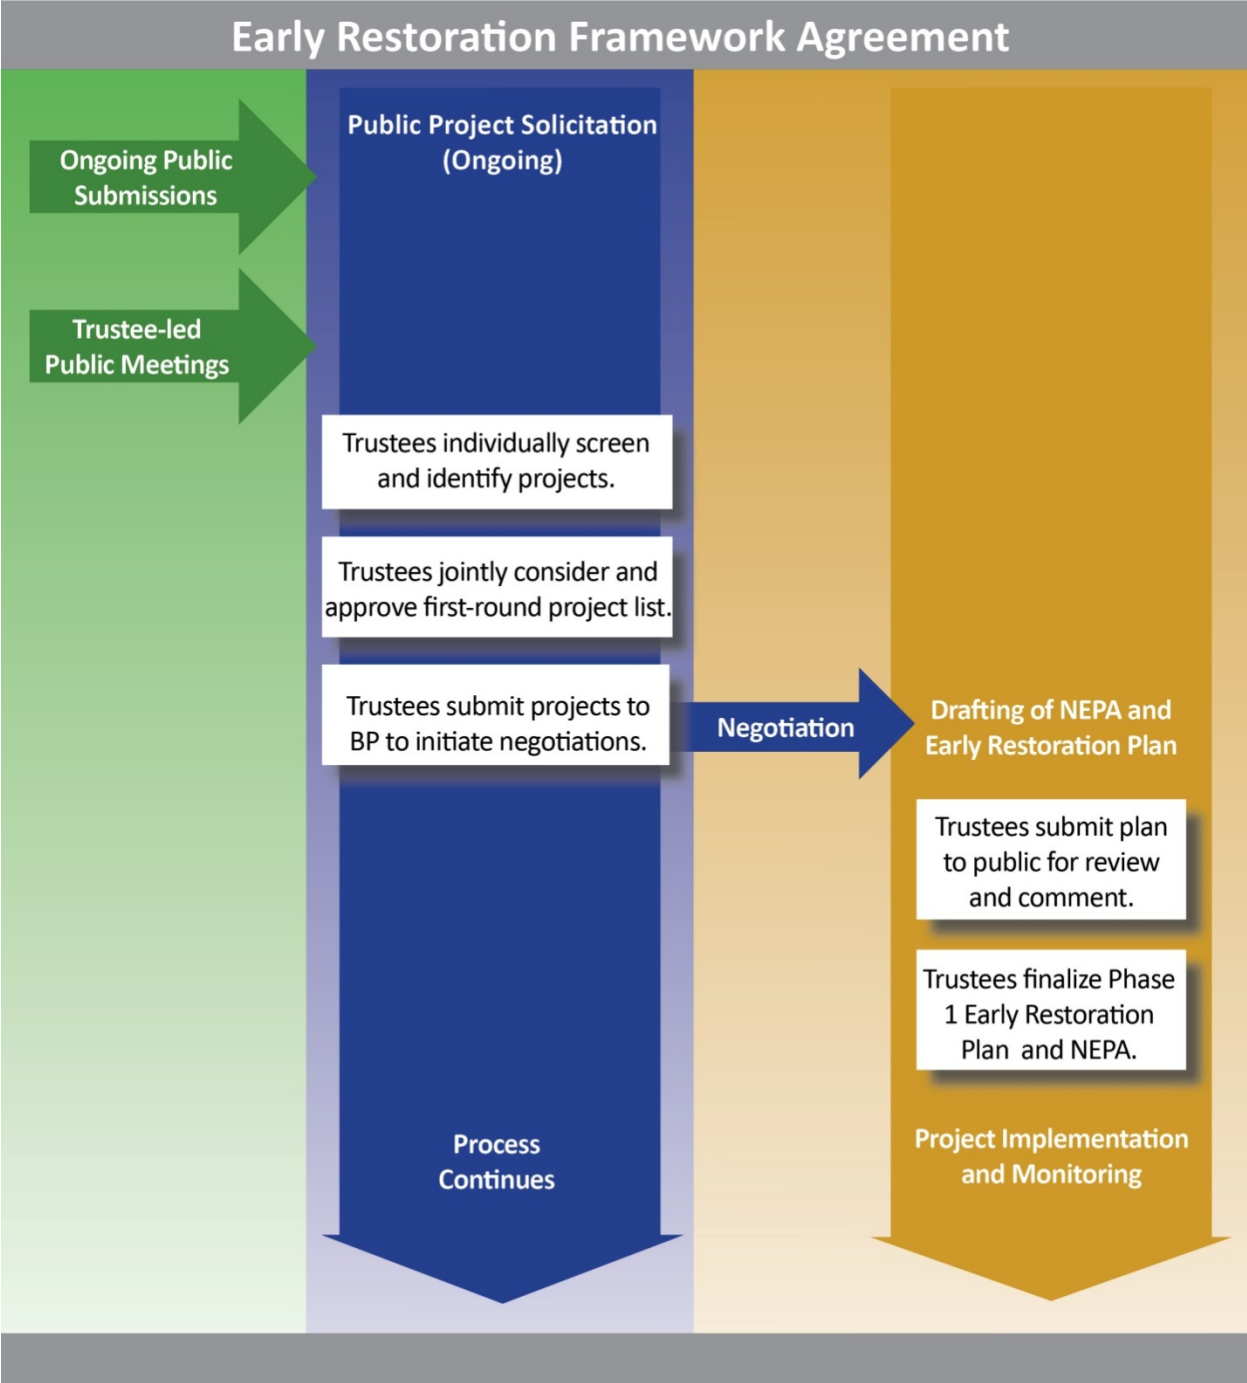 Early Restoration Framework Agreement
Ongoing Public
Submissions
Trustee-led
Public Meetings
Public Project Solicitation
(Ongoing)
Trustees individually screen
and identify projects.
Trustees jointly consider and
approve first-round project list.
Trustees submit projects to
BP to initiate negotiations.
Process
Continues
Negotiation
Drafting of NEPA and
Early Restoration Plan
Trustees submit plan
to public for review
and comment.
Trustees finalize Phase
1 Early Restoration
Plan and NEPA.
Project Implementation
and Monitoring